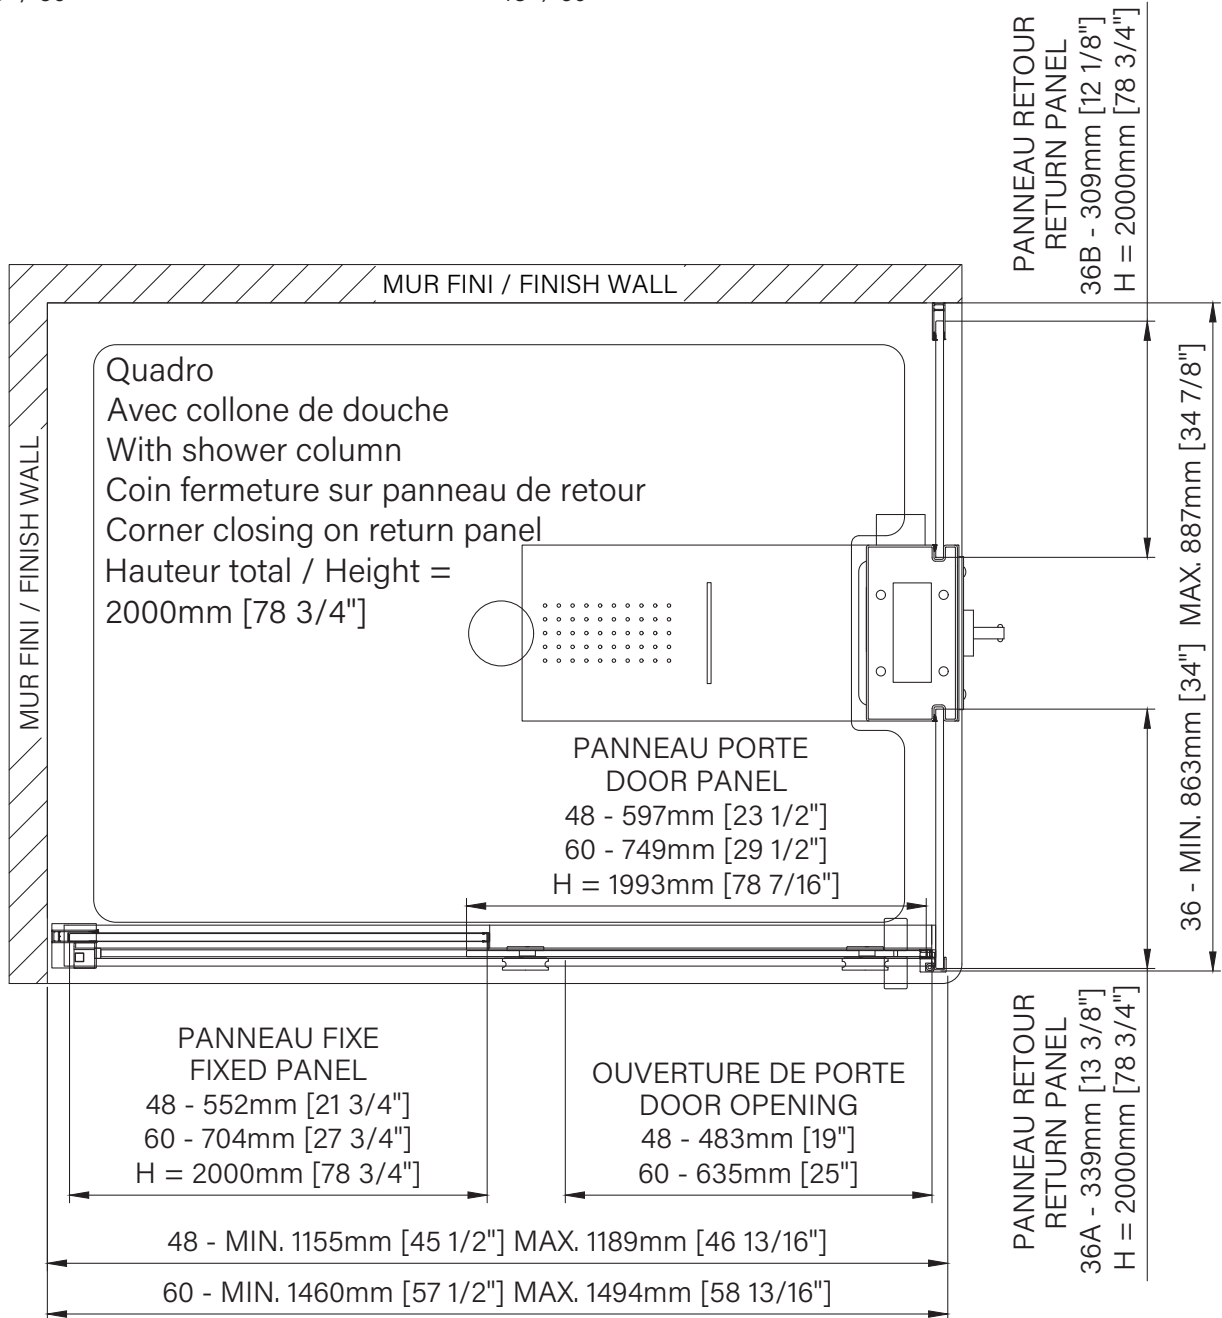 PANNEAU RETOUR
RETURN PANEL
36B - 309mm [12 1/8"]
H = 2000mm [78 3/4"]
MUR FINI / FINISH WALL
MUR FINI / FINISH WALL
Quadro
Avec collone de douche
With shower column
Coin fermeture sur panneau de retour
Corner closing on return panel
Hauteur total / Height =
2000mm [78 3/4"]
36 - MIN. 863mm [34"] MAX. 887mm [34 7/8"]
PANNEAU PORTE
DOOR PANEL
48 - 597mm [23 1/2"]
60 - 749mm [29 1/2"]
H = 1993mm [78 7/16"]
PANNEAU FIXE
FIXED PANEL
48 - 552mm [21 3/4"]
60 - 704mm [27 3/4"]
H = 2000mm [78 3/4"]
OUVERTURE DE PORTE
DOOR OPENING
48 - 483mm [19"]
60 - 635mm [25"]
PANNEAU RETOUR
RETURN PANEL
36A - 339mm [13 3/8"]
H = 2000mm [78 3/4"]
48 - MIN. 1155mm [45 1/2"] MAX. 1189mm [46 13/16"]
60 - MIN. 1460mm [57 1/2"] MAX. 1494mm [58 13/16"]